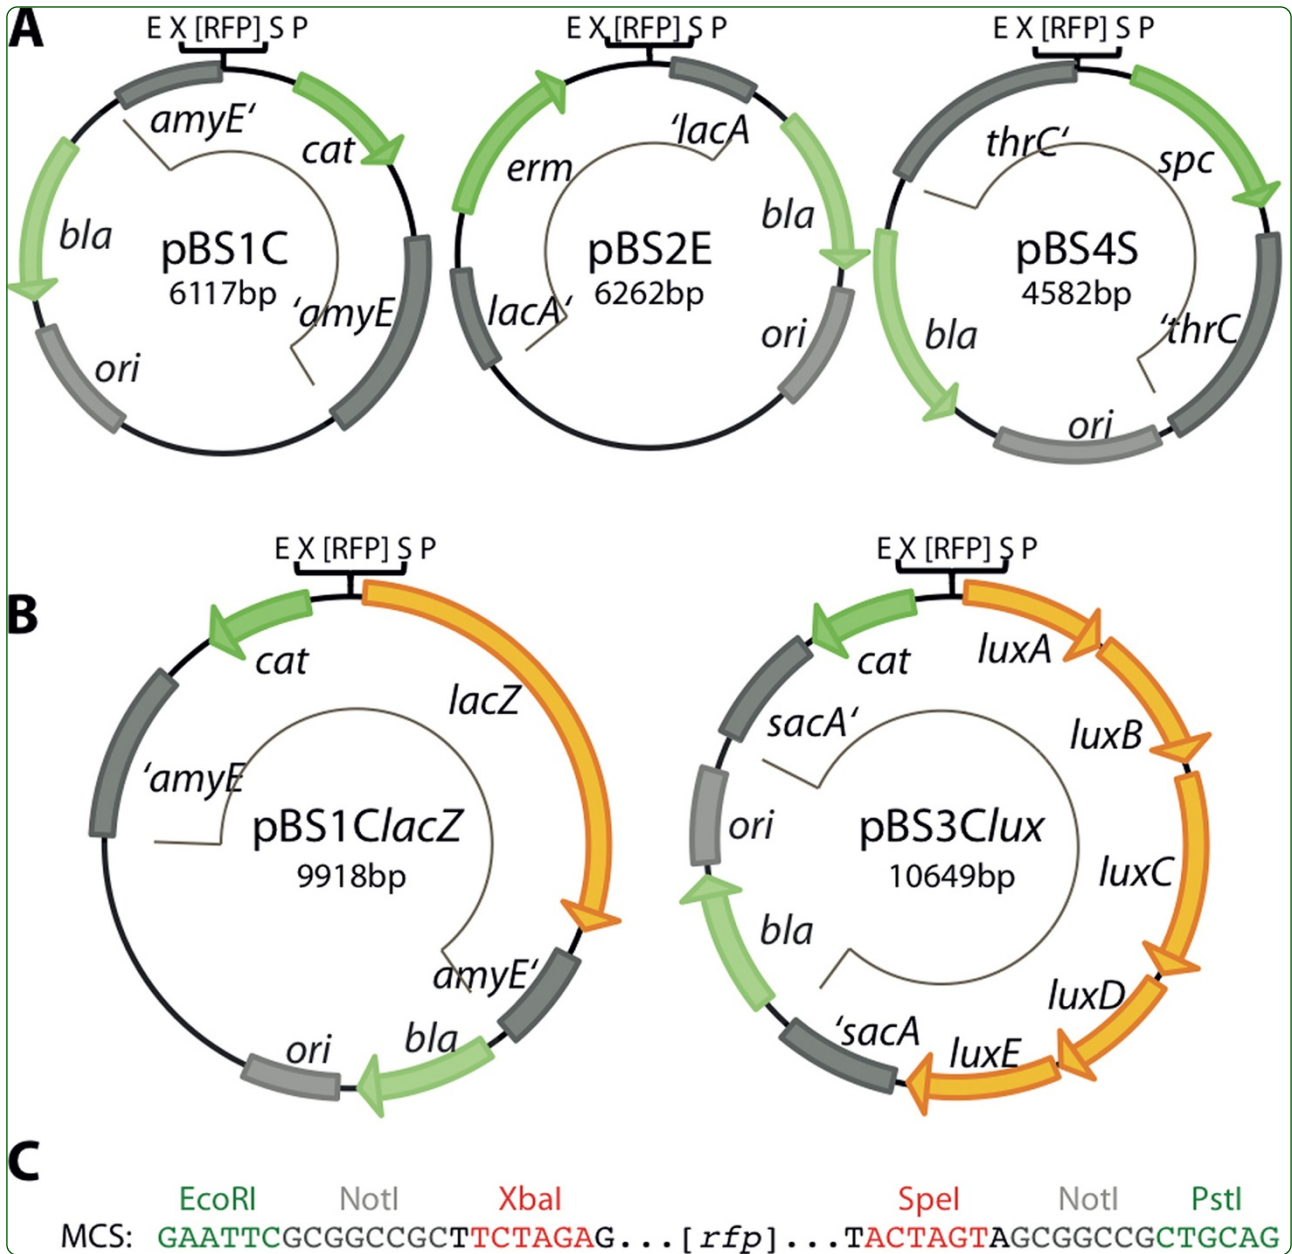 A
E X [RFP] S P
amyE‘
cat
bla
pBS1C
6117bp
‘amyE
ori
E X [RFP] S P
‘lacA
erm
bla
pBS2E
6262bp
lacA‘
ori
E X [RFP] S P
thrC‘
spc
pBS4S
4582bp
‘thrC
bla
ori
B
E X [RFP] S P
cat
lacZ
‘amyE
pBS1ClacZ
9918bp
amyE‘
bla
ori
E X [RFP] S P
luxA
cat
sacA‘
luxB
ori
pBS3Clux
10649bp
luxC
bla
luxD
‘sacA
luxE
C
EcoRI NotI XbaI SpeI NotI PstI
MCS: GAATTCGCGGCCGCTTCTAGAG...[rfp]...TACTAGTAGCGGCCGCTGCAG